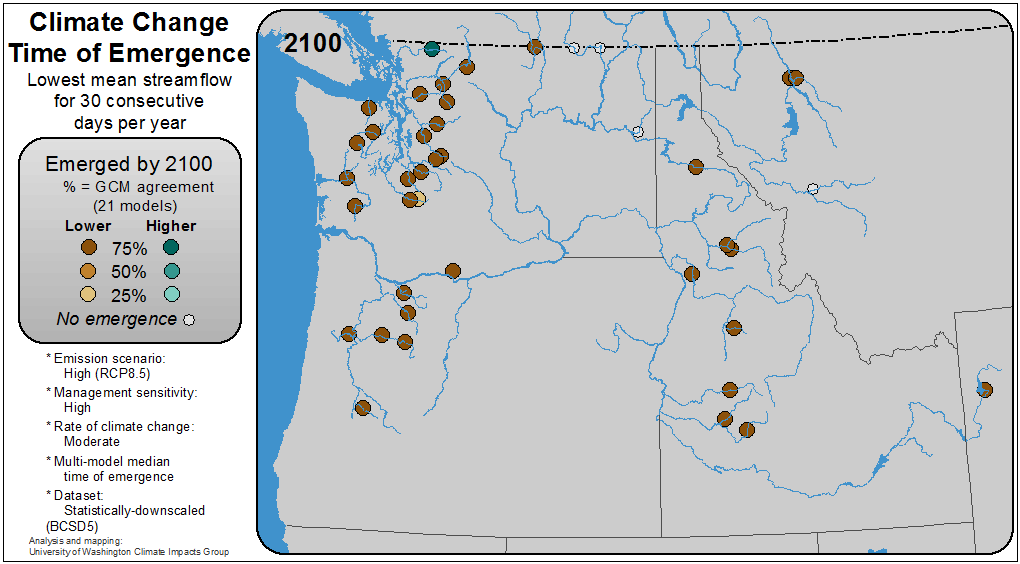 Climate Change
Time of Emergence
Lowest mean streamflow
for 30 consecutive
days per year
Emerged by 2100
% = GCM agreement
(21 models)
Lower Higher
75%
50%
25%
No emergence
* Emission scenario:
High (RCP8.5)
* Management sensitivity:
High
* Rate of climate change:
Moderate
* Multi-model median
time of emergence
* Dataset:
Statistically-downscaled
(BCSD5)
Analysis and mapping:
University of Washington Climate Impacts Group
2100